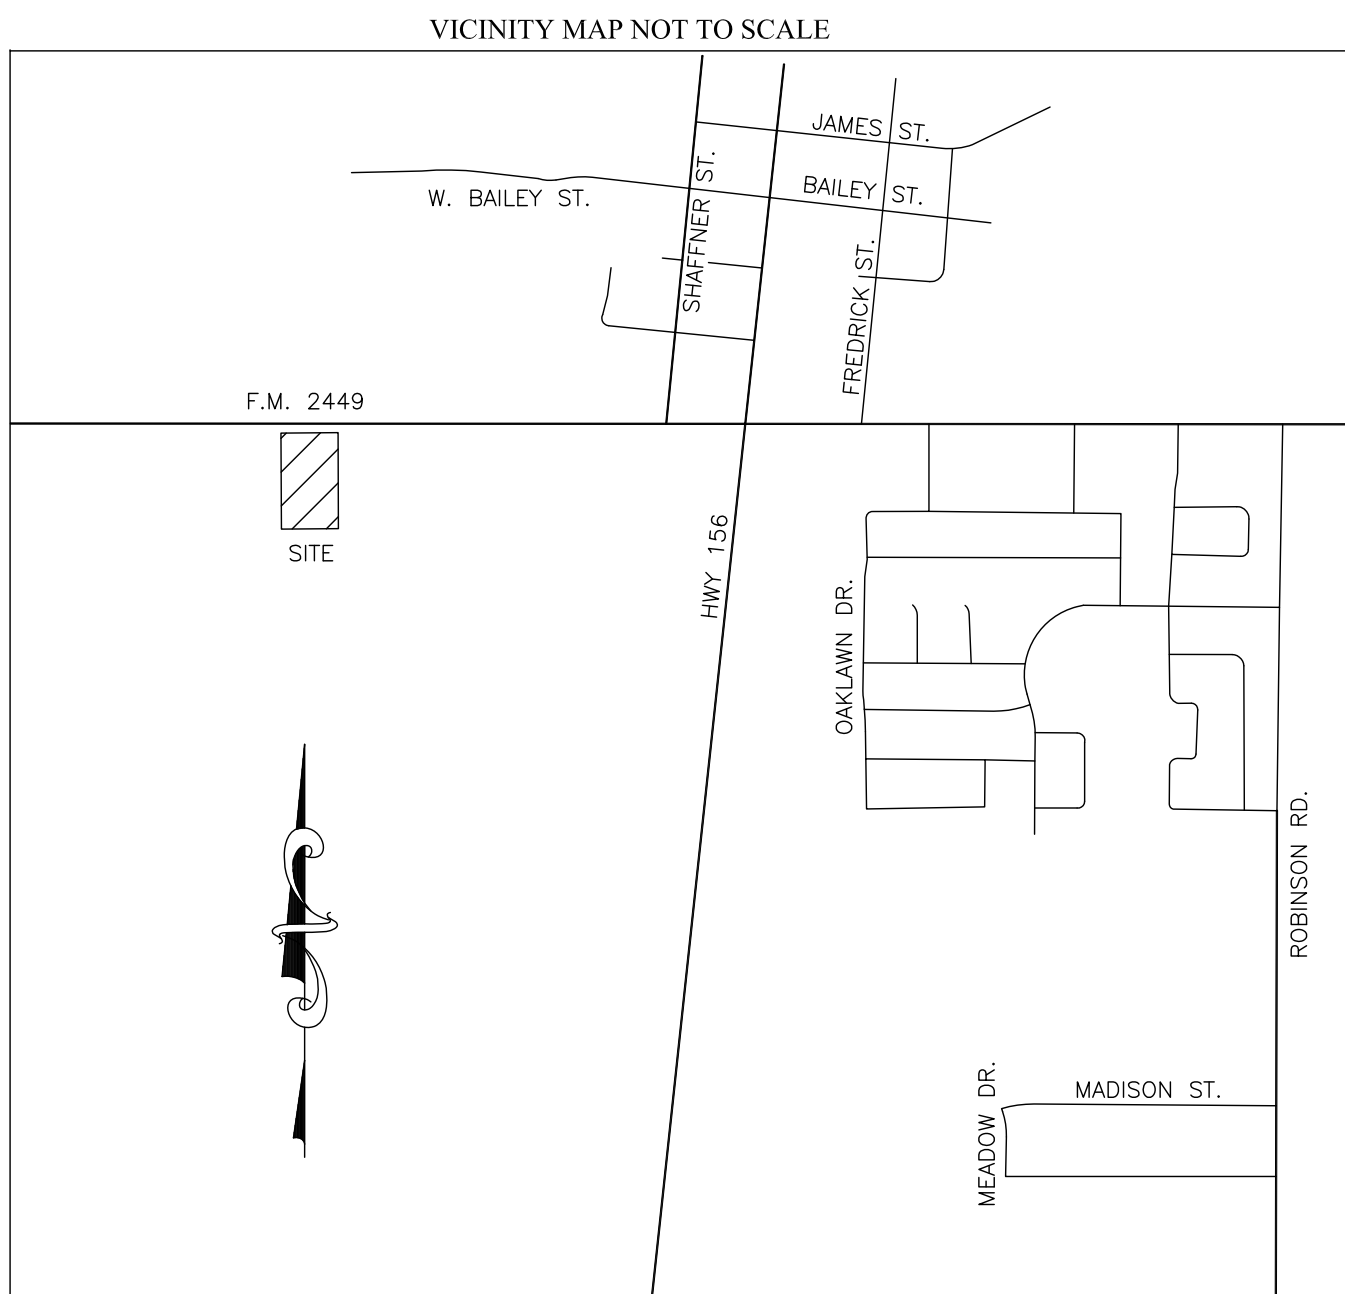 VICINITY MAP NOT TO SCALE
JAMES ST.
W. BAILEY ST.
BAILEY ST.
SHAFFNER ST.
FREDRICK ST.
F.M. 2449
SITE
HWY 156
OAKLAWN DR.
ROBINSON RD.
MEADOW DR.
MADISON ST.